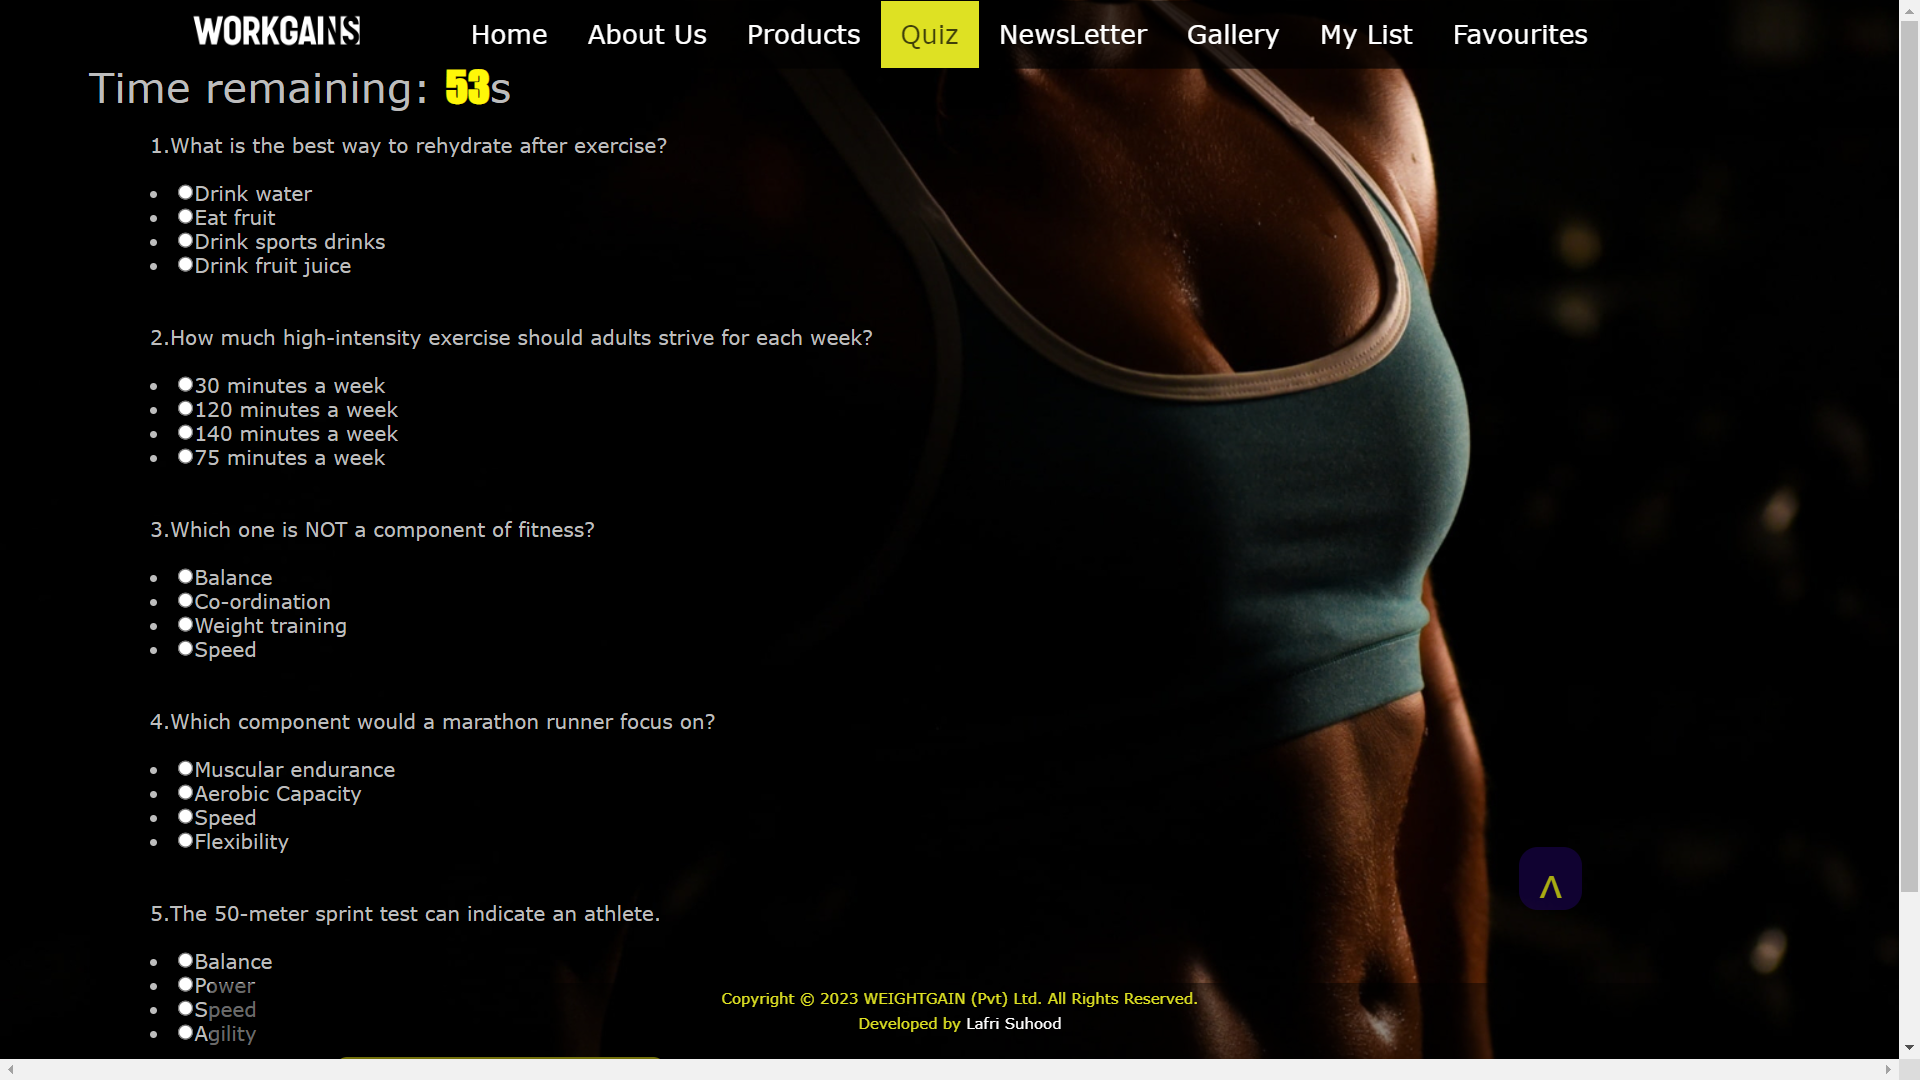 WORKGAINS
Home About Us Products Quiz NewsLetter Gallery My List Favourites
Time remaining: 53s
1.What is the best way to rehydrate after exercise?
Drink water
Eat fruit
Drink sports drinks
Drink fruit juice
2.How much high-intensity exercise should adults strive for each week?
30 minutes a week
120 minutes a week
140 minutes a week
75 minutes a week
3.Which one is NOT a component of fitness?
Balance
Co-ordination
Weight training
Speed
4.Which component would a marathon runner focus on?
Muscular endurance
Aerobic Capacity
Speed
Flexibility
5.The 50-meter sprint test can indicate an athlete.
Balance
Power
Speed
Agility
Copyright © 2023 WEIGHTGAIN (Pvt) Ltd. All Rights Reserved.
Developed by Lafri Suhood